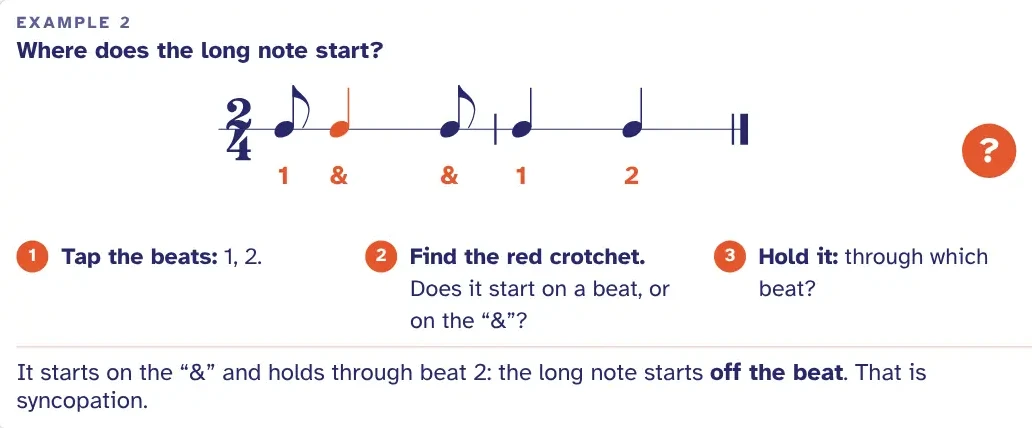 EXAMPLE 2
Where does the long note start?
2
4
1 & & 1 2
?
1 Tap the beats: 1, 2.
2 Find the red crotchet.
Does it start on a beat, or
on the “&”?
3 Hold it: through which
beat?
It starts on the “&” and holds through beat 2: the long note starts off the beat. That is
syncopation.